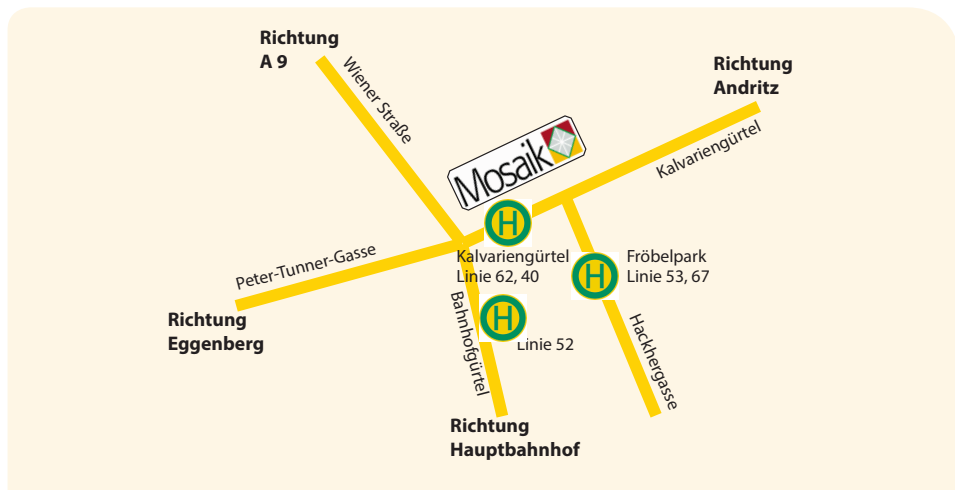 Richtung
A 9
Wiener Straße
Richtung
Andritz
Kalvariengürtel
Mosaik
H
Kalvariengürtel
Linie 62, 40
Peter-Tunner-Gasse
Fröbelpark
Linie 53, 67
H
Richtung
Eggenberg
Bahnhofgürtel
H
Linie 52
Hackhergasse
Richtung
Hauptbahnhof